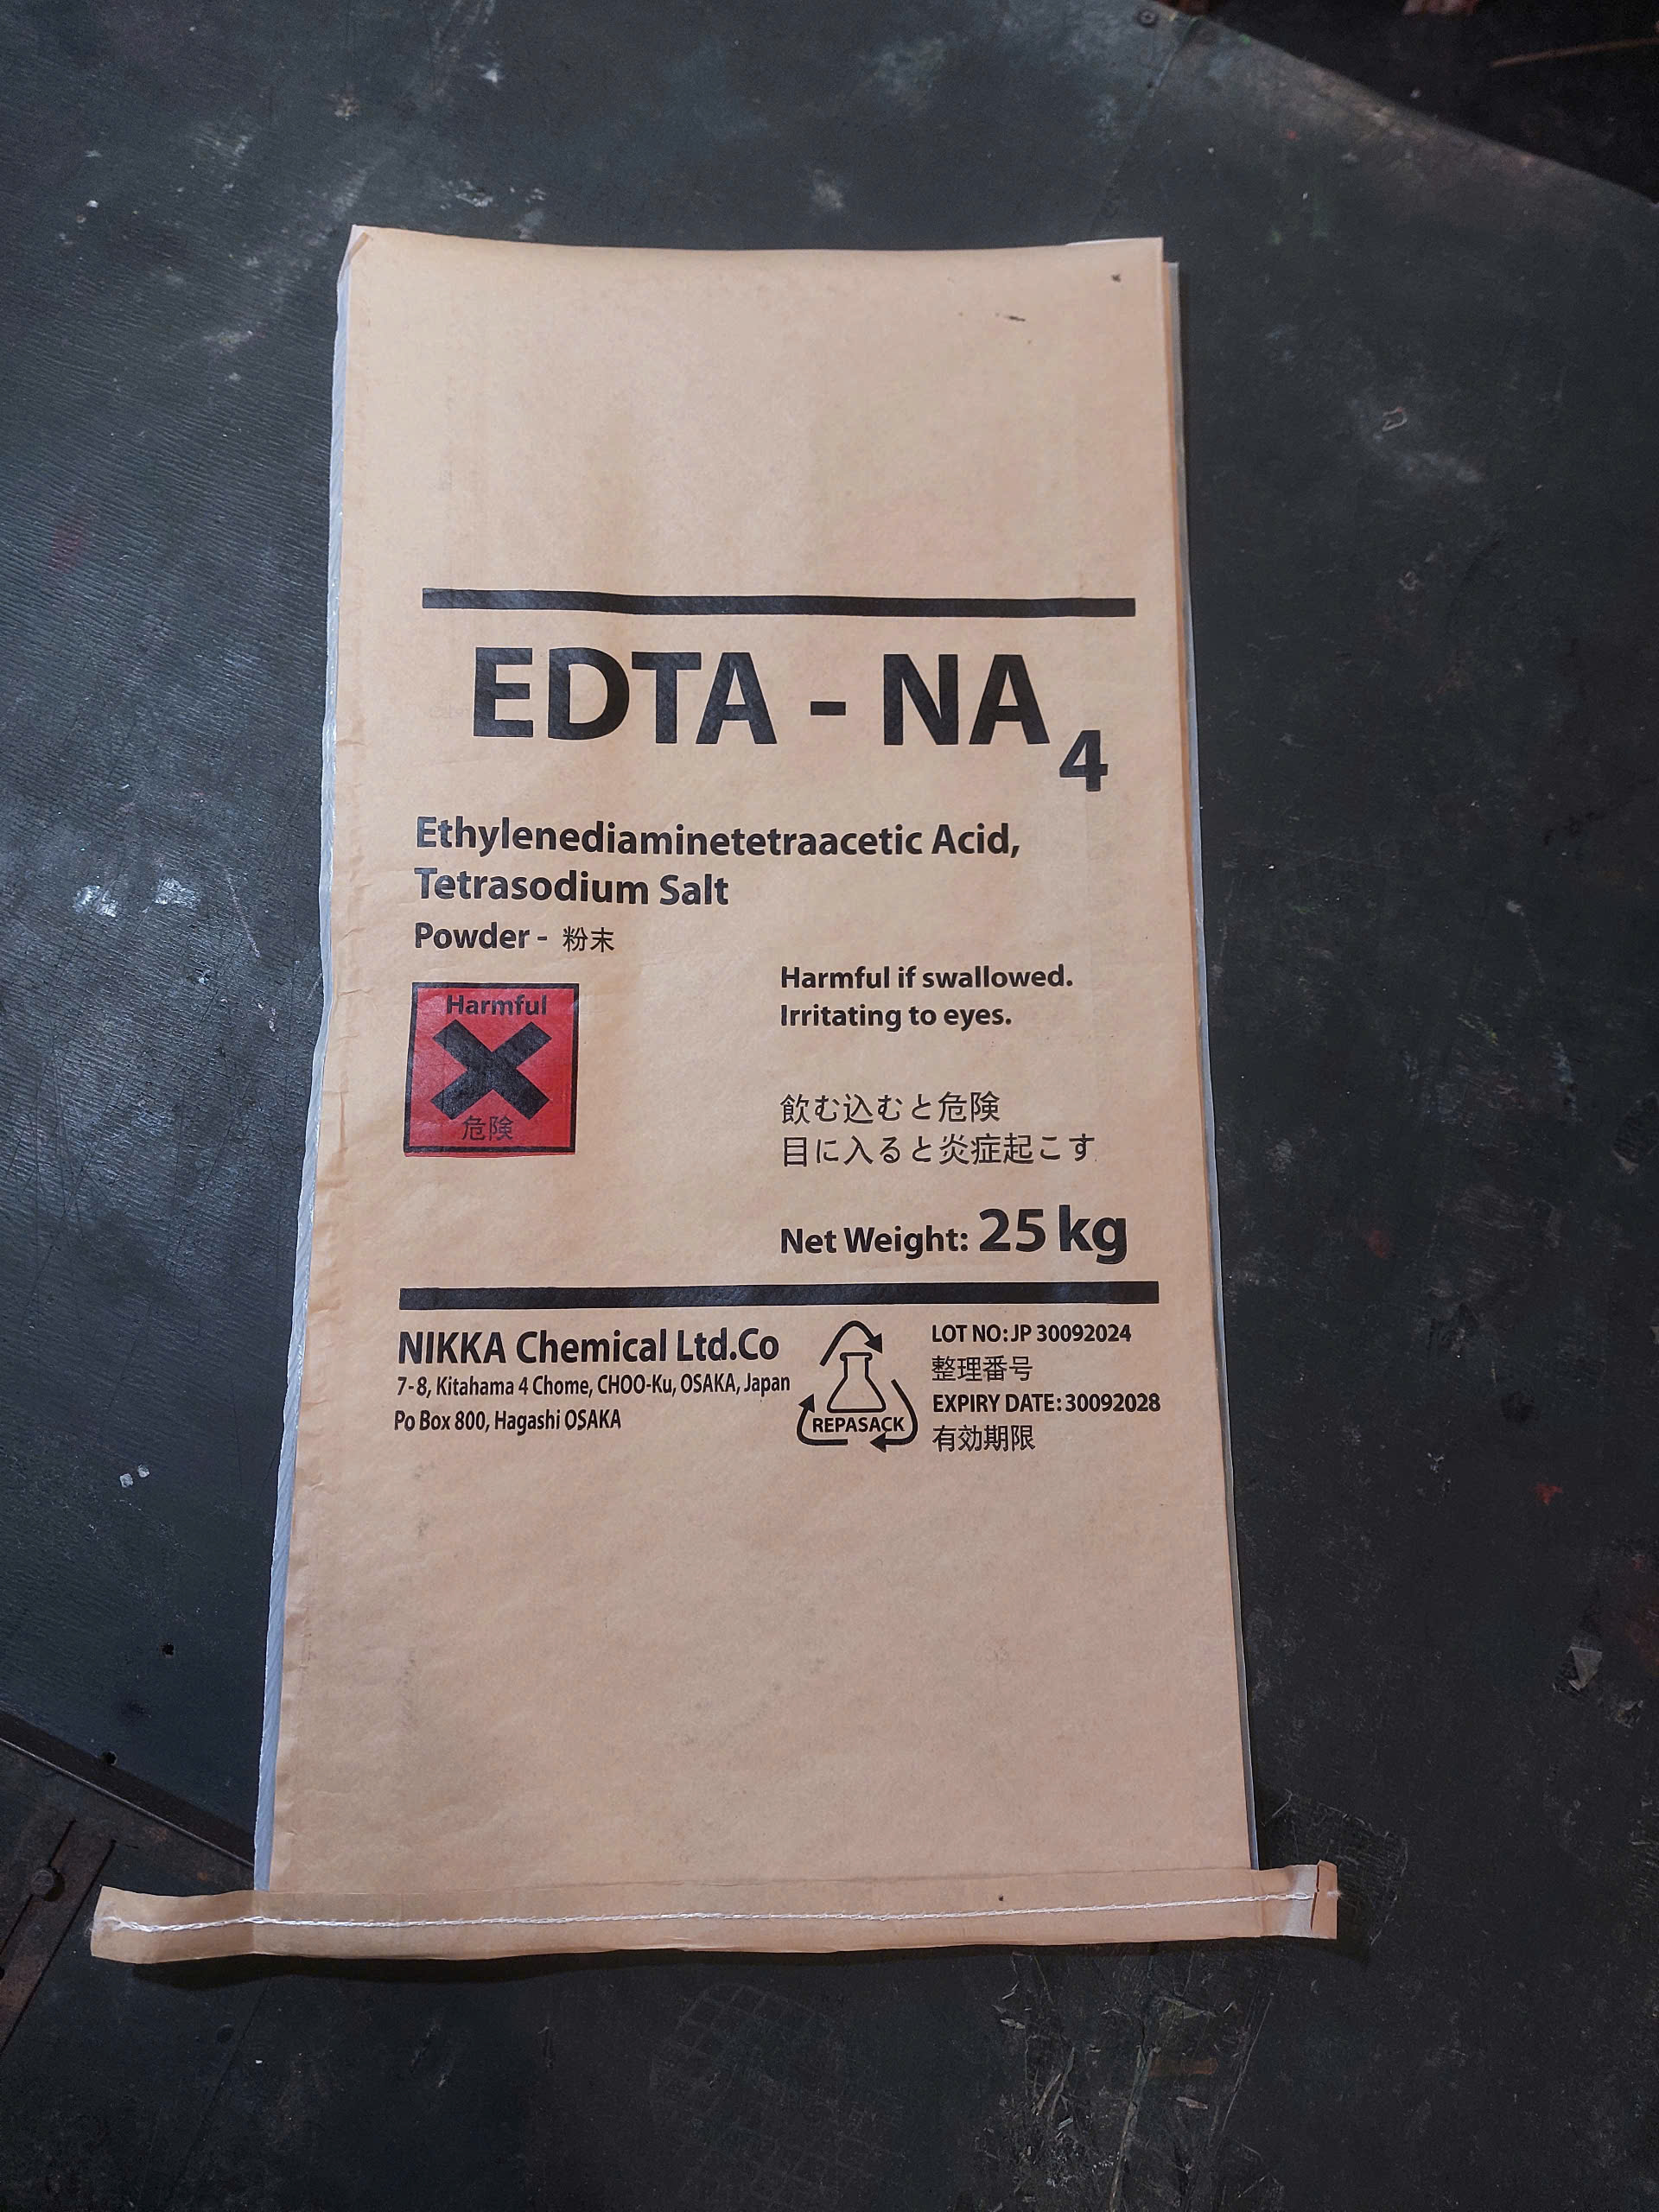 EDTA - NA4
Ethylenediaminetetraacetic Acid,
Tetrasodium Salt
Powder - 粉末
Harmful
危険
Harmful if swallowed.
Irritating to eyes.
飲む込むと危険
目に入ると炎症起こす
Net Weight: 25 kg
NIKKA Chemical Ltd.Co
7-8, Kitahama 4 Chome, CHOO-Ku, OSAKA, Japan
Po Box 800, Hagashi OSAKA
REPASACK
LOT NO: JP 30092024
整理番号
EXPIRY DATE: 30092028
有効期限